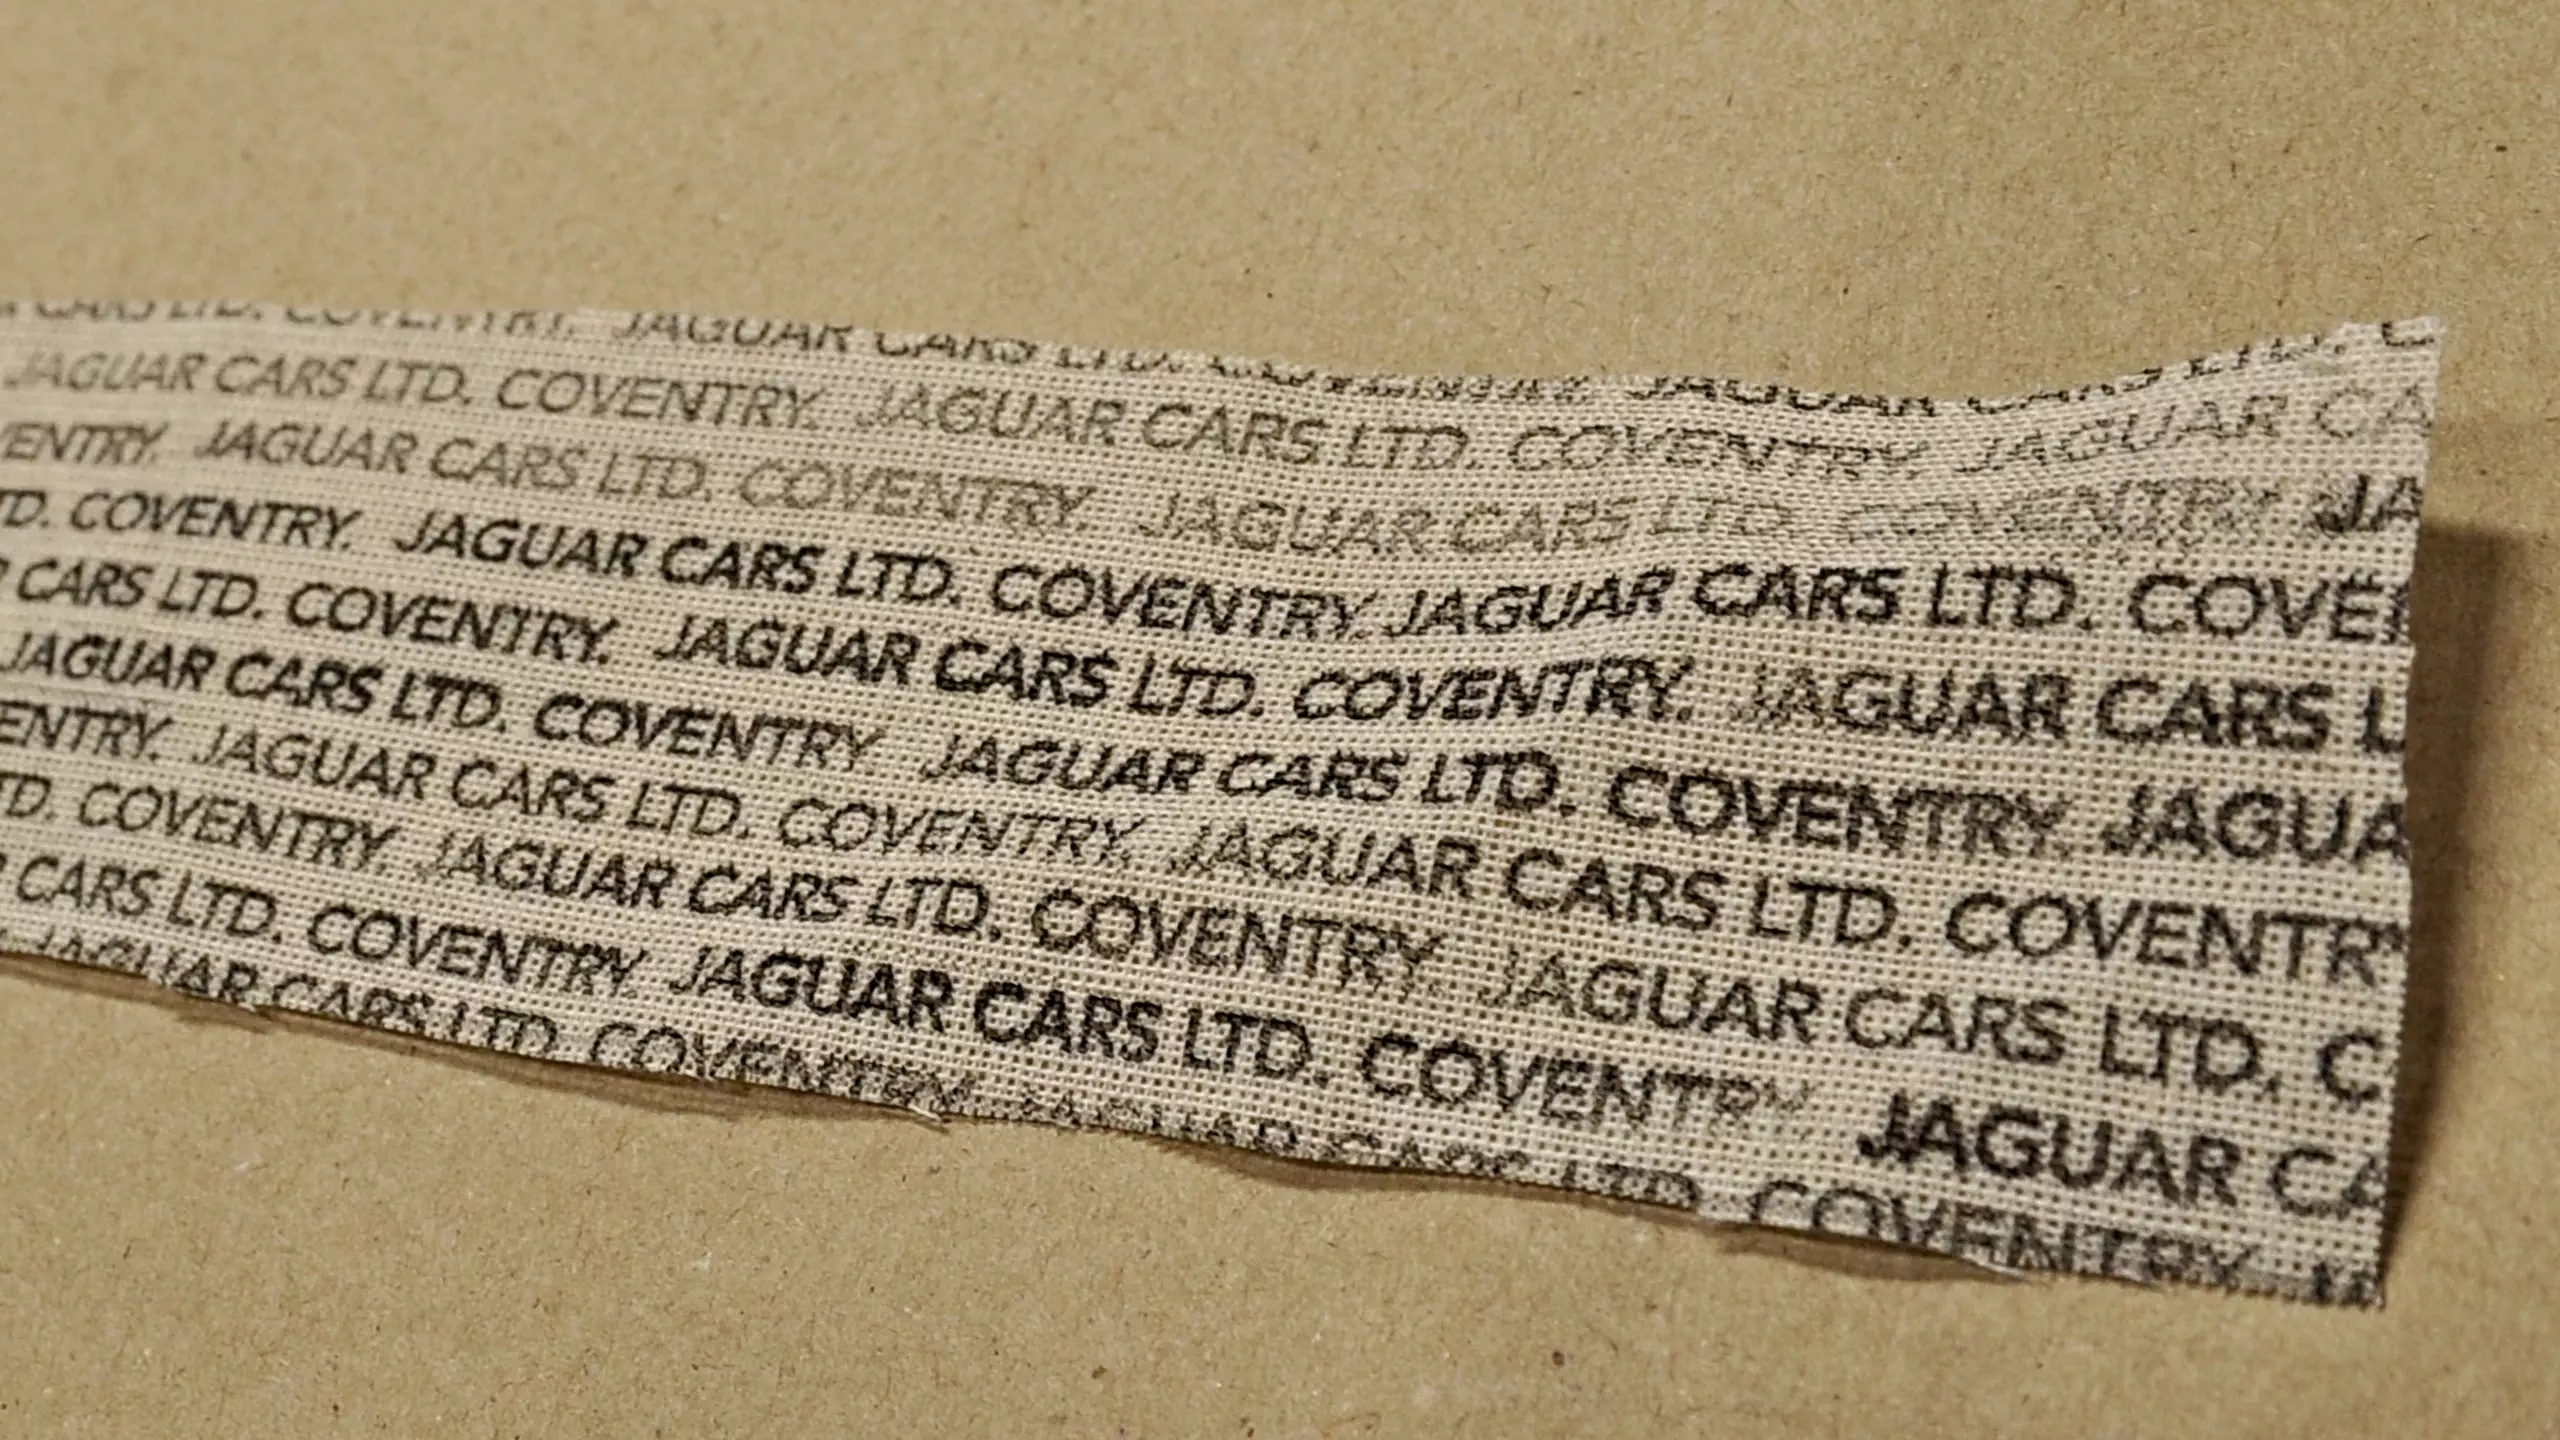 CARS LTD. COVENTRY. JAGUAR CARS LTD. COVENTRY. JAGUAR CARS LTD. C
JAGUAR CARS LTD. COVENTRY. JAGUAR CARS LTD. COVENTRY. JAGUAR CA
ENTRY. JAGUAR CARS LTD. COVENTRY. JAGUAR CARS LTD. COVENTRY. JA
TD. COVENTRY. JAGUAR CARS LTD. COVENTRY. JAGUAR CARS LTD. COVE
CARS LTD. COVENTRY. JAGUAR CARS LTD. COVENTRY. JAGUAR CARS L
JAGUAR CARS LTD. COVENTRY JAGUAR CARS LTD. COVENTRY. JAGUA
ENTRY. JAGUAR CARS LTD. COVENTRY. JAGUAR CARS LTD. COVENTR
TD. COVENTRY. JAGUAR CARS LTD. COVENTRY. JAGUAR CARS LTD. C
CARS LTD. COVENTRY. JAGUAR CARS LTD. COVENTRY JAGUAR CA
JAGUAR CARS LTD. COVENTRY. JAGUAR CARS LTD. COVENTRY. JA